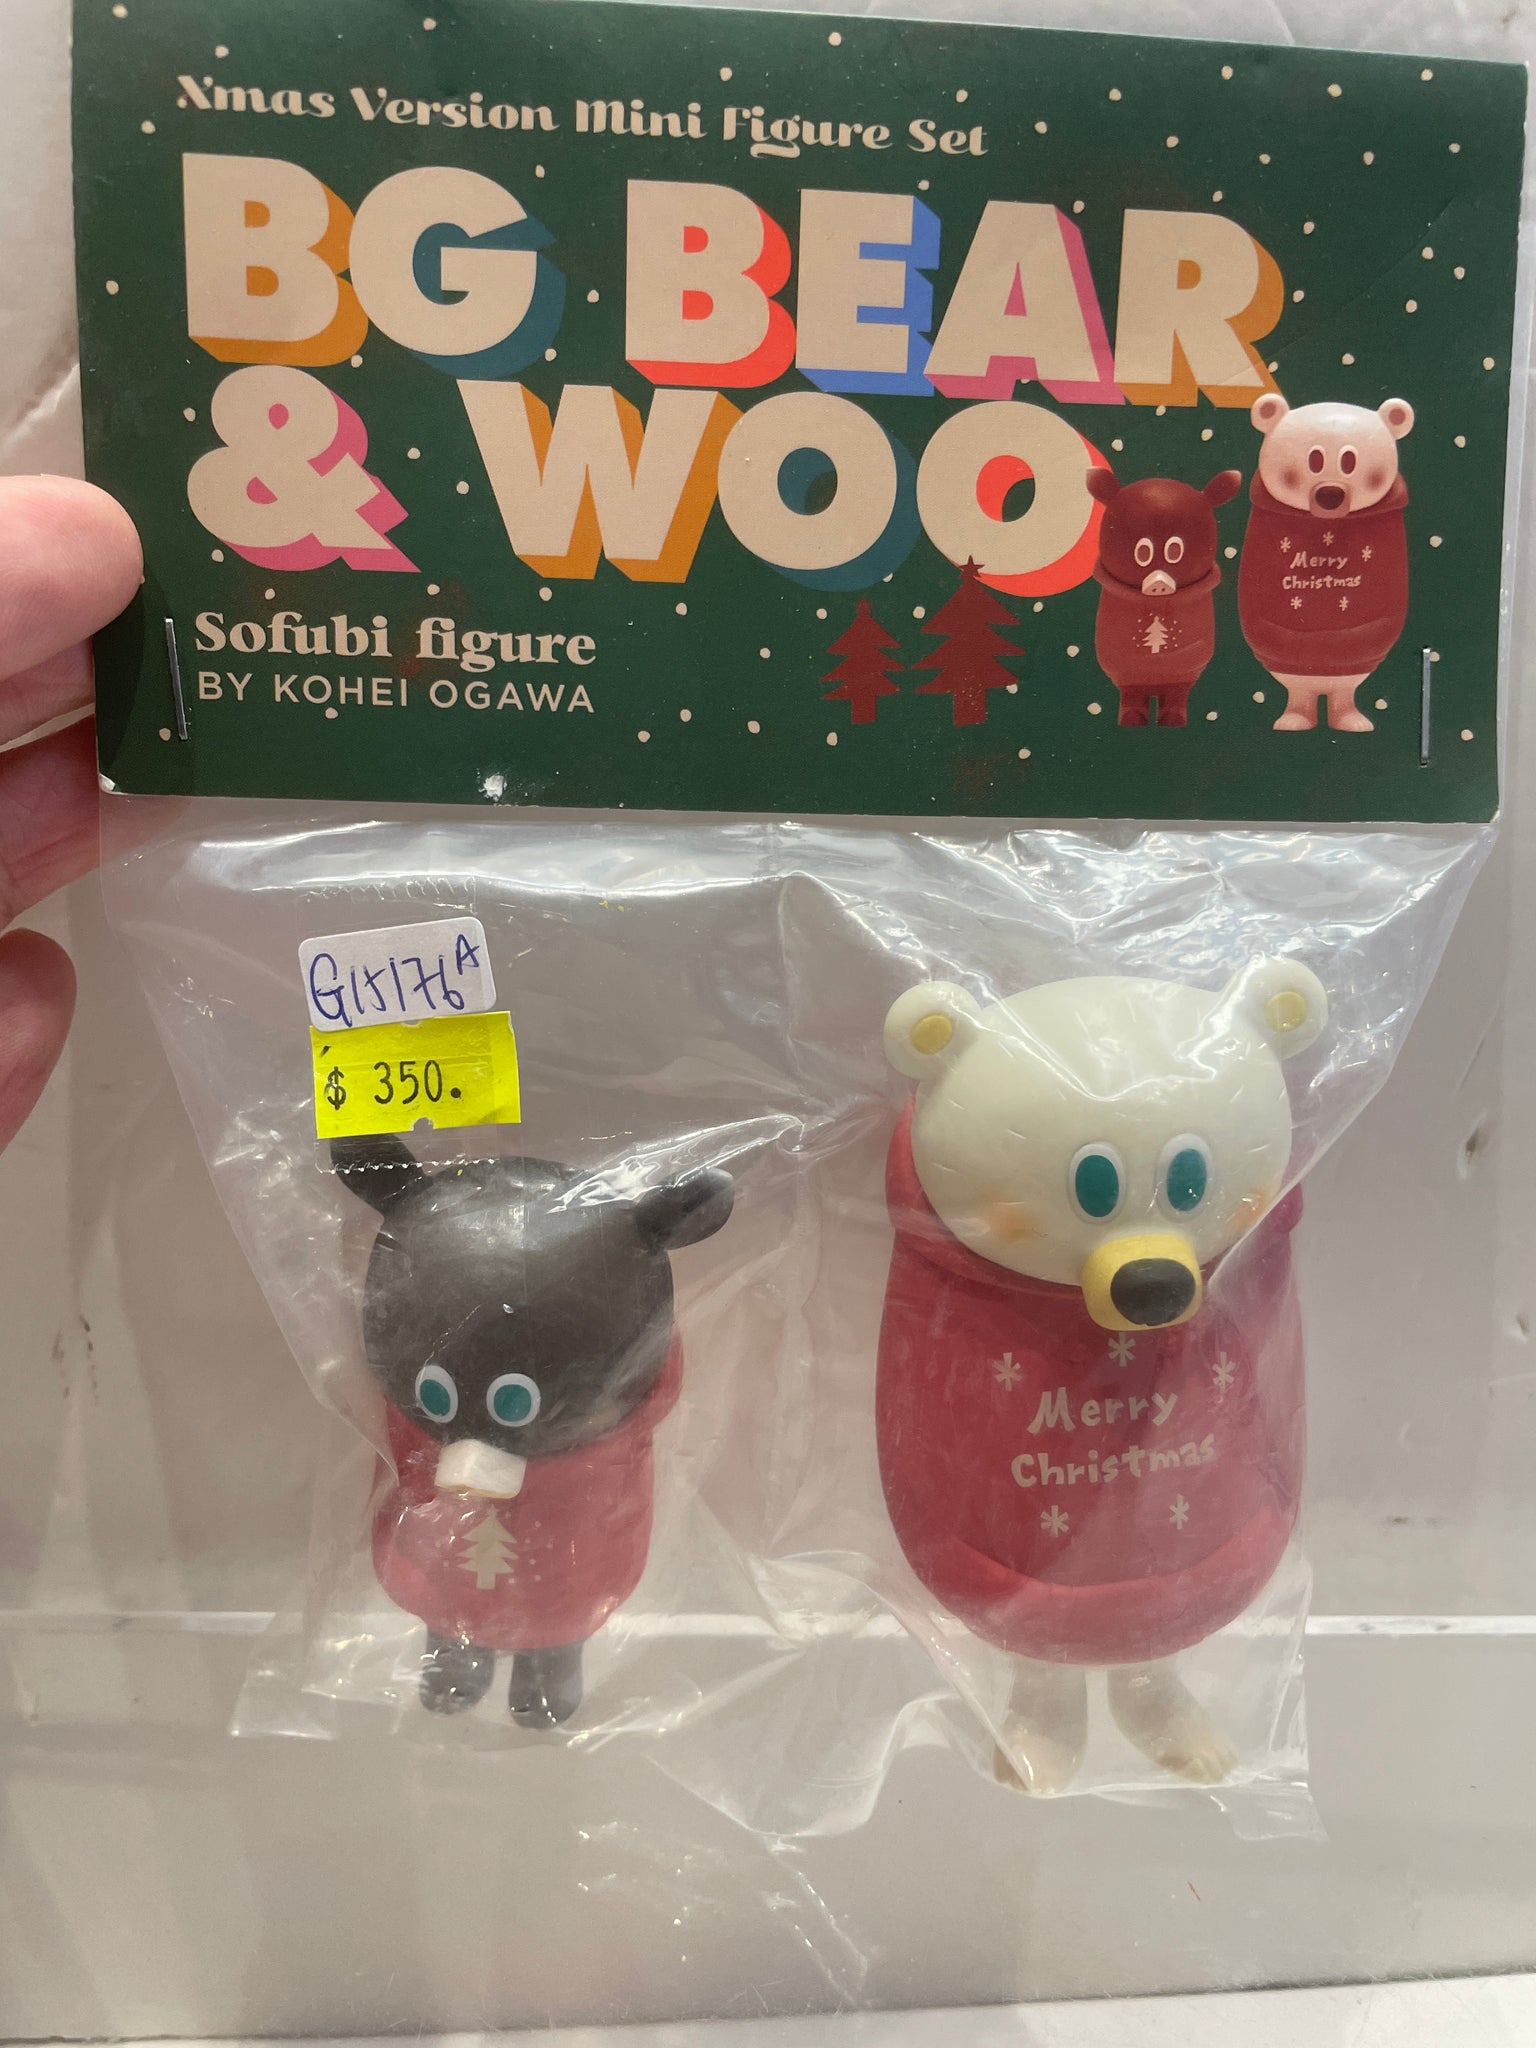 Xmas Version Mini Figure Set
BG BEAR
& WOO
Merry
Christmas
Sofubi figure
BY KOHEI OGAWA
G15176A
$ 350.
Merry
Christmas